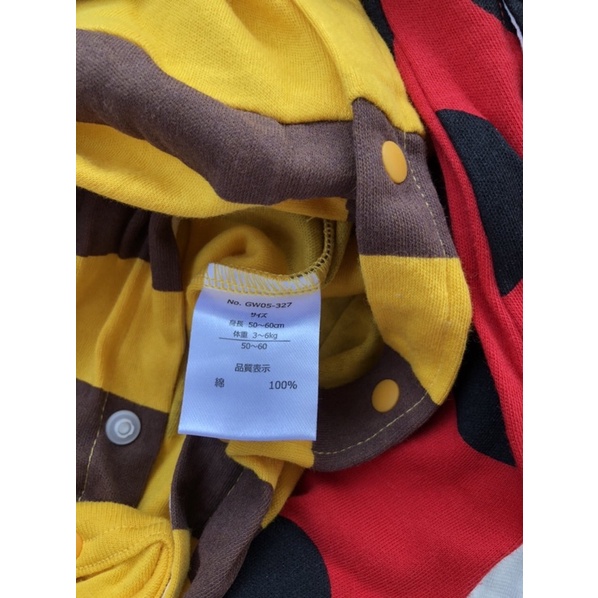 No. GW05-327
サイズ
身長 50～60cm
体重 3～6kg
50～60
品質表示
綿 100%